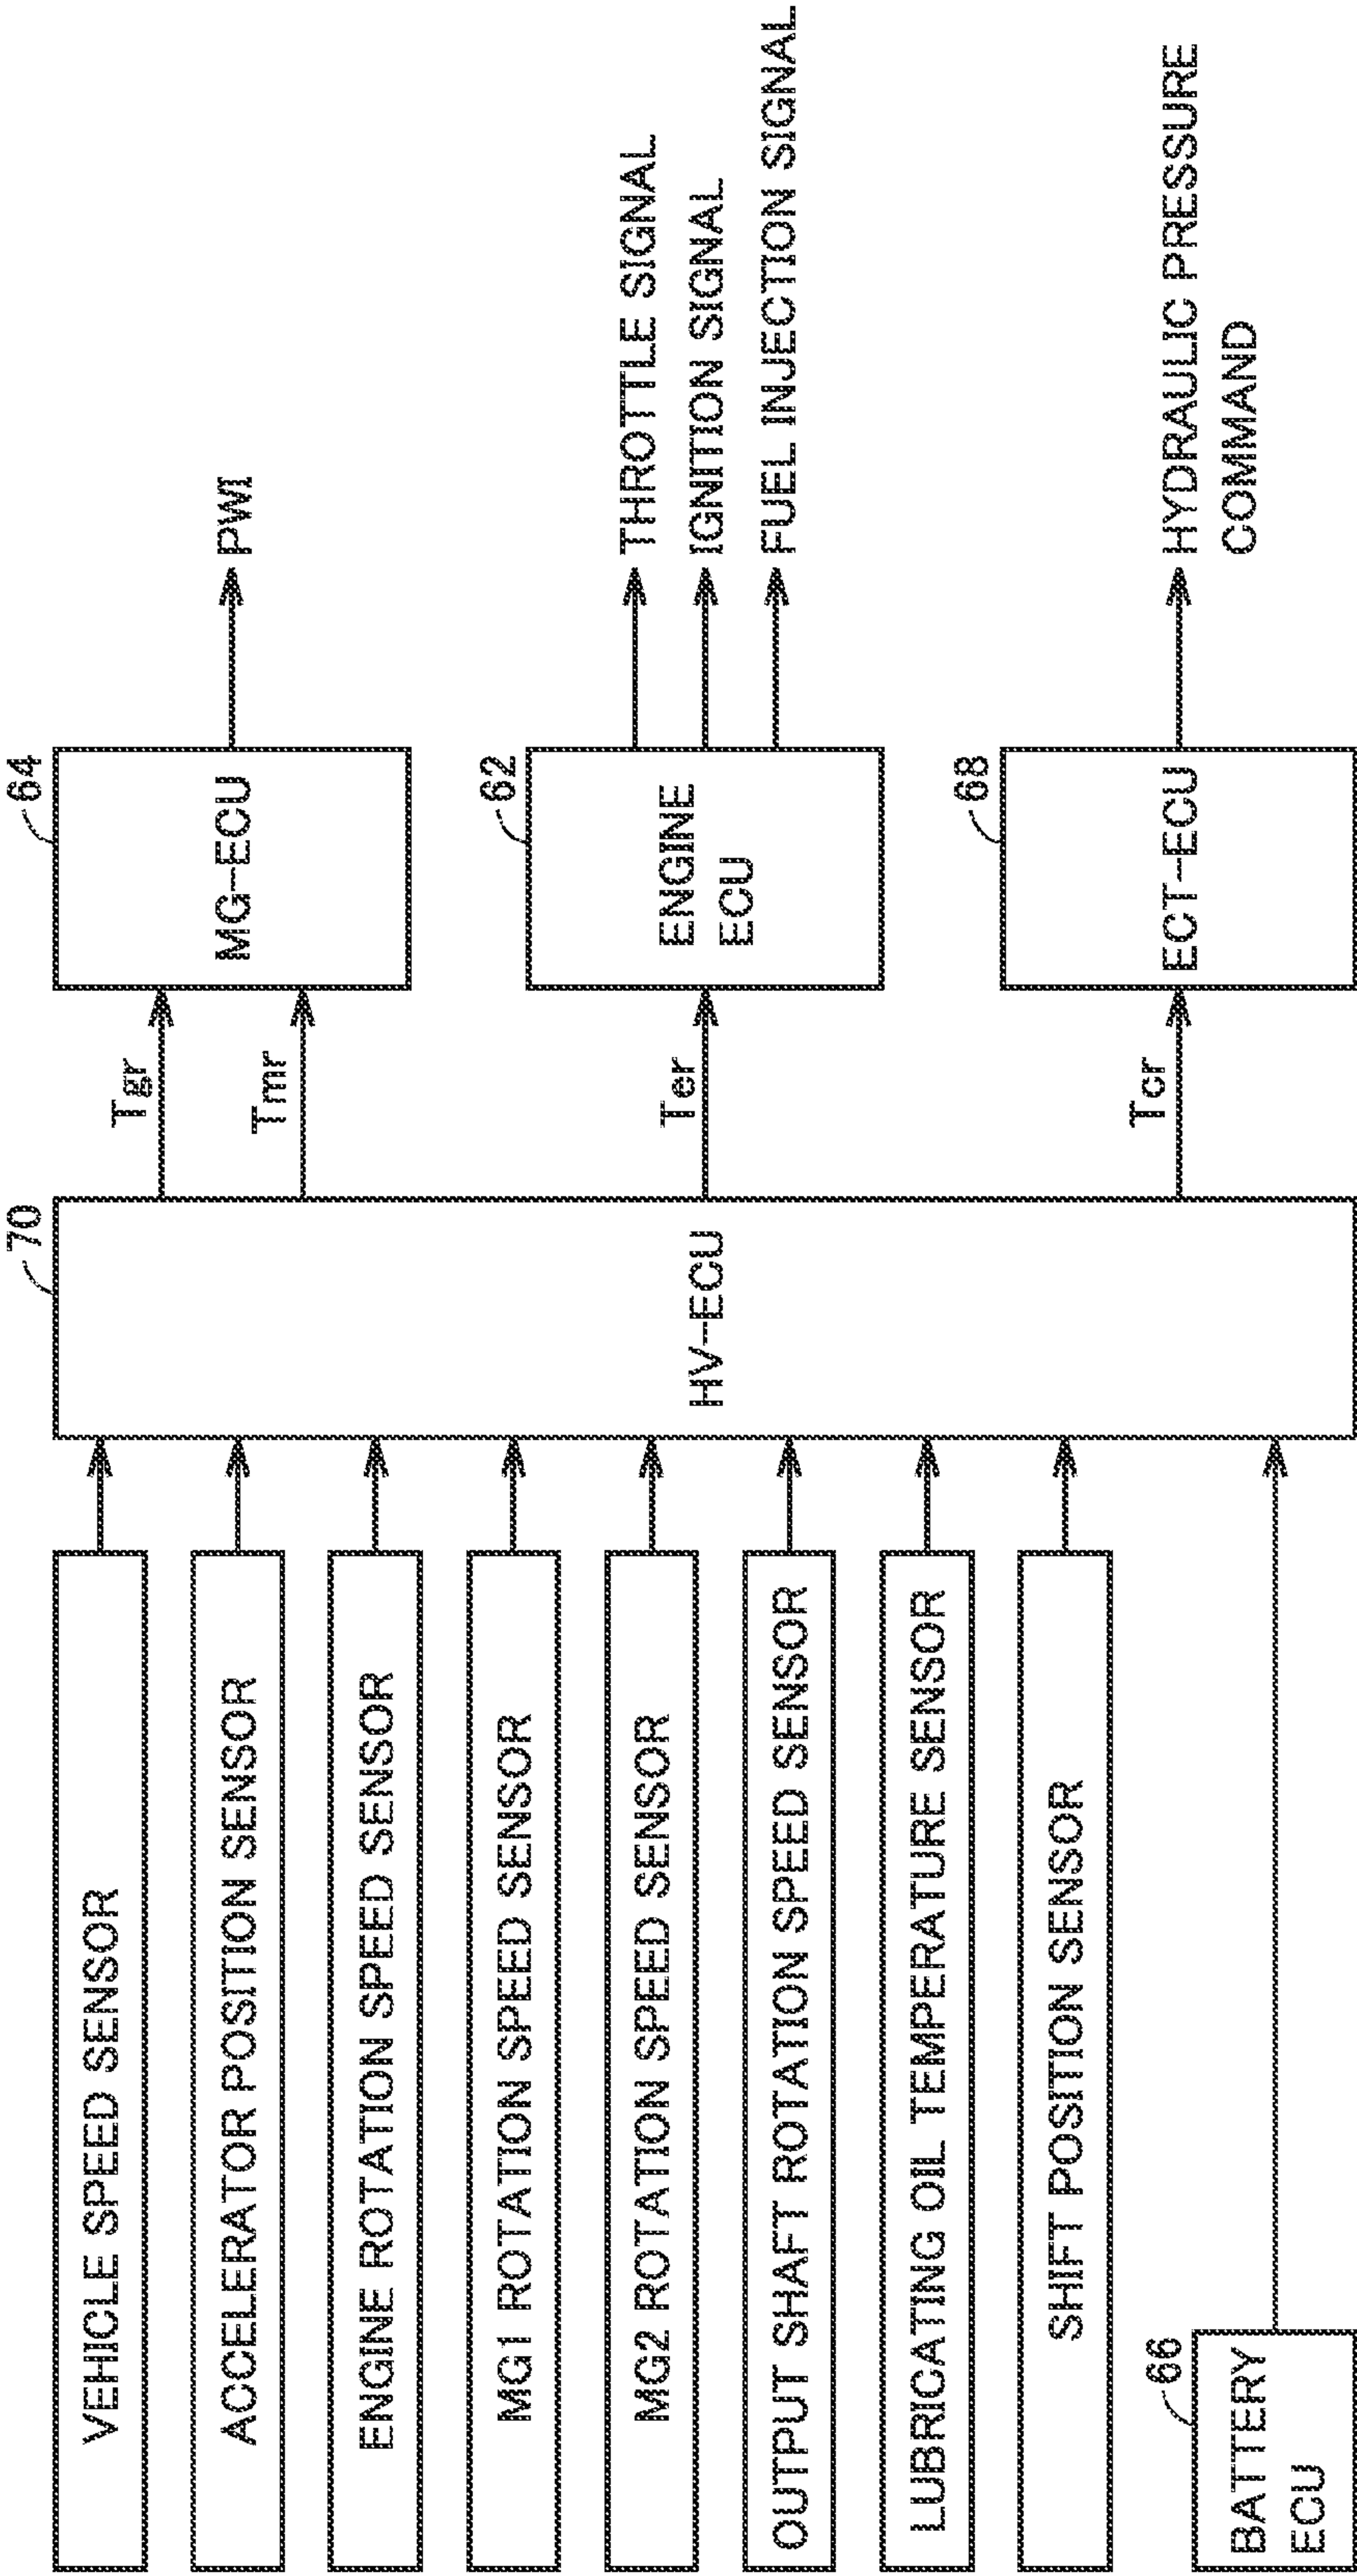 VEHICLE SPEED SENSOR
ACCELERATOR POSITION SENSOR
ENGINE ROTATION SPEED SENSOR
MG1 ROTATION SPEED SENSOR
MG2 ROTATION SPEED SENSOR
OUTPUT SHAFT ROTATION SPEED SENSOR
LUBRICATING OIL TEMPERATURE SENSOR
SHIFT POSITION SENSOR
66
BATTERY
ECU
70
HV-ECU
Tgr
Tmr
Ter
Tcr
64
MG-ECU
62
ENGINE
ECU
68
ECT-ECU
PWI
THROTTLE SIGNAL
IGNITION SIGNAL
FUEL INJECTION SIGNAL
HYDRAULIC PRESSURE
COMMAND